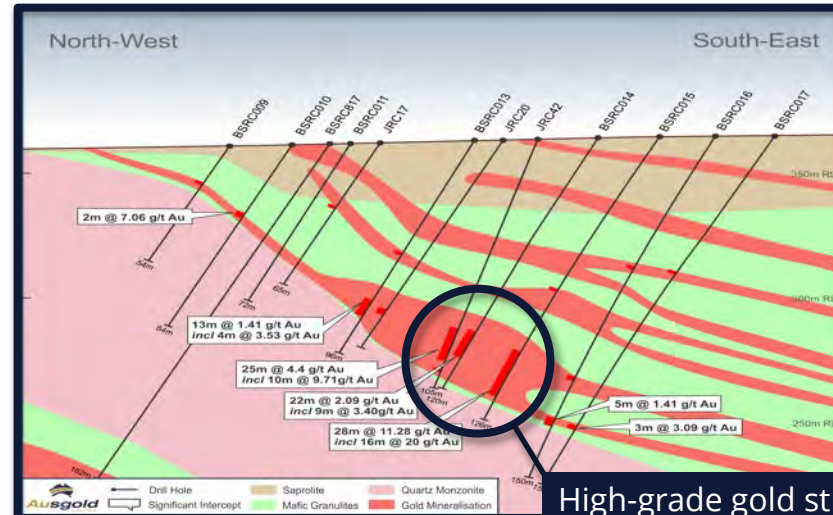 North-West
South-East
BSRC009
BSRC010
BSRC817
BSRC011
JRC17
BSRC013
JRC20
JRC42
BSRC014
BSRC015
BSRC016
BSRC017
350m RL
2m @ 7.06 g/t Au
54m
84m
72m
65m
300m RL
13m @ 1.41 g/t Au
incl 4m @ 3.53 g/t Au
96m
25m @ 4.4 g/t Au
incl 10m @ 9.71g/t Au
105m
120m
22m @ 2.09 g/t Au
incl 9m @ 3.40g/t Au
126m
28m @ 11.28 g/t Au
incl 16m @ 20 g/t Au
5m @ 1.41 g/t Au
3m @ 3.09 g/t Au
250m R
162m
150m
High-grade gold st
Ausgold
Drill Hole
Significant Intercept
Saprolite
Mafic Granulites
Quartz Monzonite
Gold Mineralisation